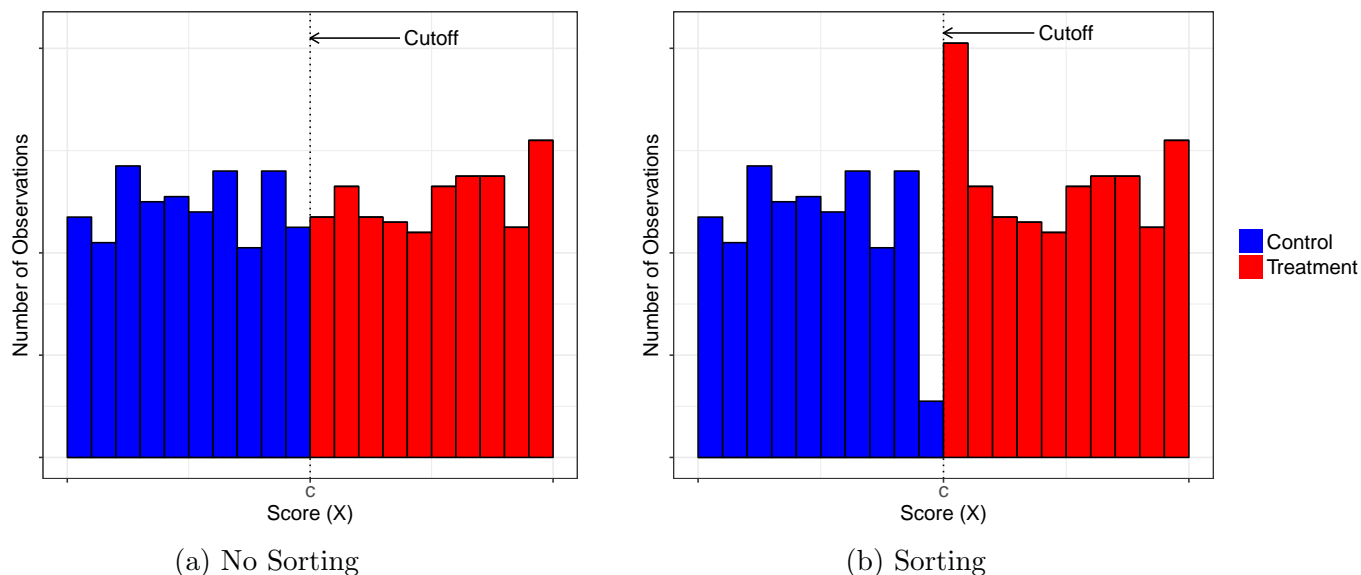 Cutoff
Number of Observations
c
Score (X)
(a) No Sorting
Cutoff
Number of Observations
c
Score (X)
(b) Sorting
Control
Treatment